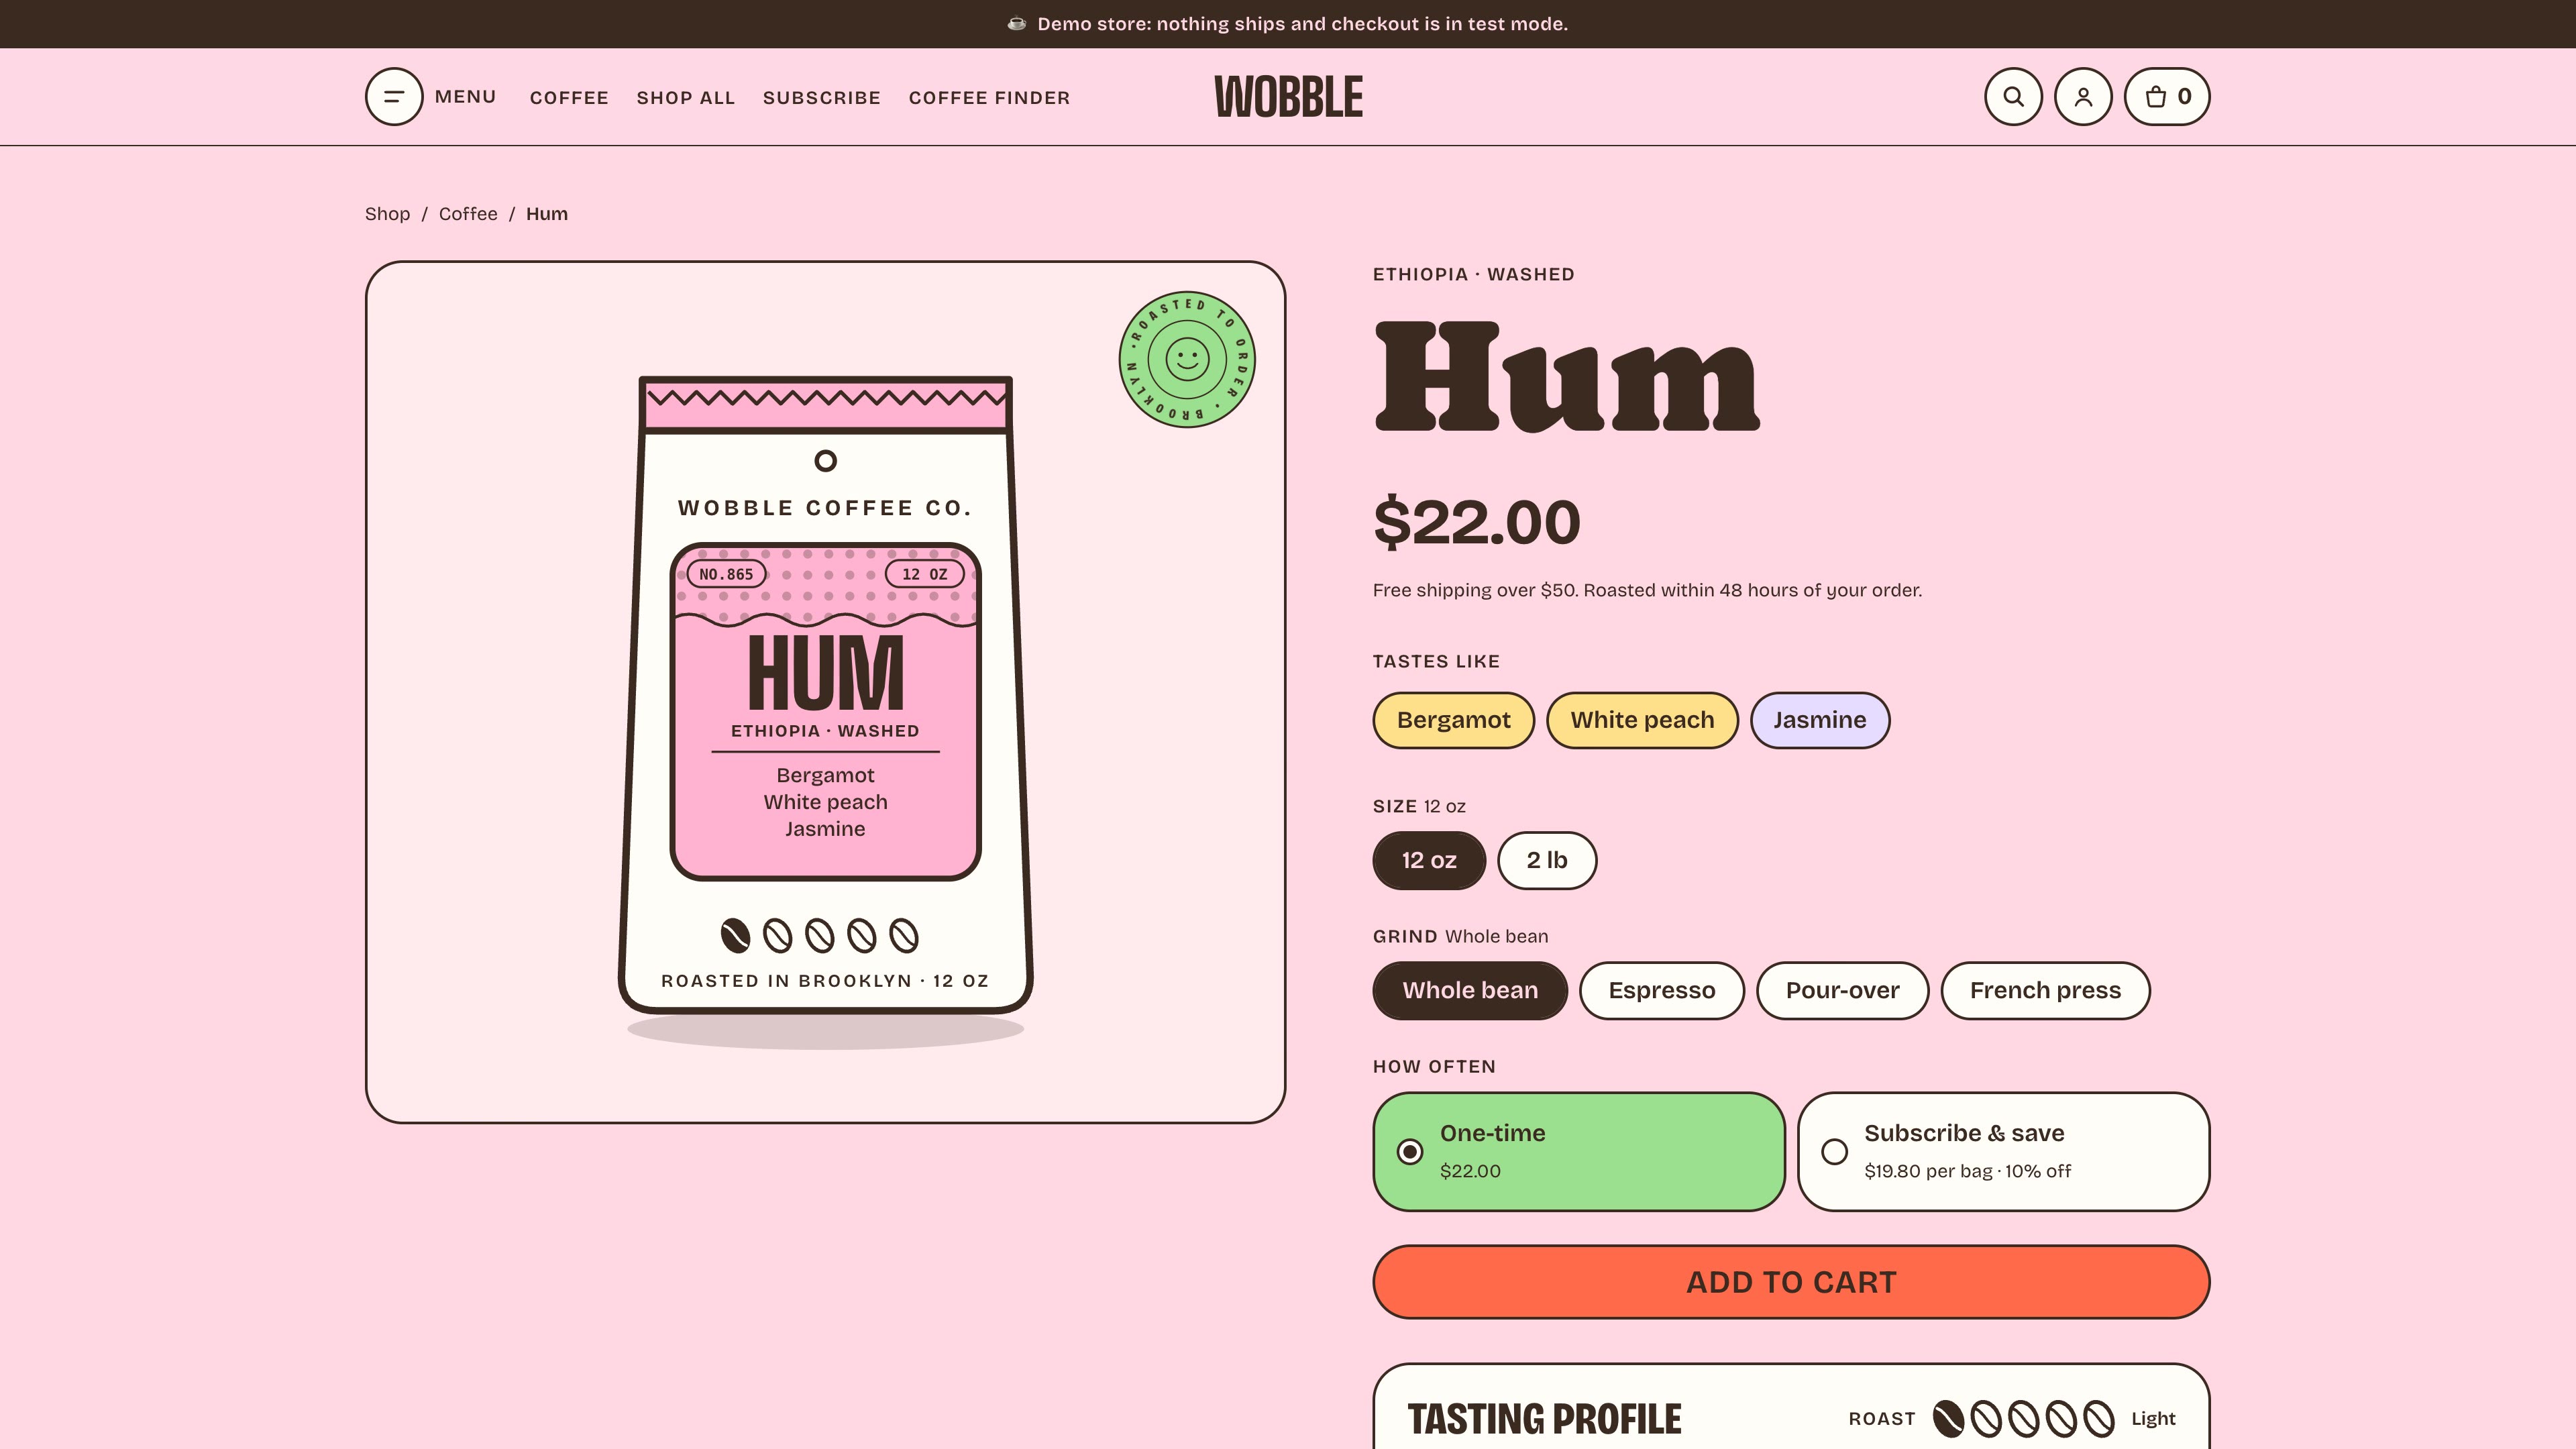 ☕ Demo store: nothing ships and checkout is in test mode.
MENU COFFEE SHOP ALL SUBSCRIBE COFFEE FINDER WOBBLE 0
Shop / Coffee / Hum
ROASTED TO ORDER · BROOKLYN ·
WOBBLE COFFEE CO.
NO.865 12 OZ
HUM
ETHIOPIA · WASHED
Bergamot
White peach
Jasmine
ROASTED IN BROOKLYN · 12 OZ
ETHIOPIA · WASHED
Hum
$22.00
Free shipping over $50. Roasted within 48 hours of your order.
TASTES LIKE
Bergamot White peach Jasmine
SIZE 12 oz
12 oz 2 lb
GRIND Whole bean
Whole bean Espresso Pour-over French press
HOW OFTEN
One-time Subscribe & save
$22.00 $19.80 per bag · 10% off
ADD TO CART
TASTING PROFILE ROAST Light